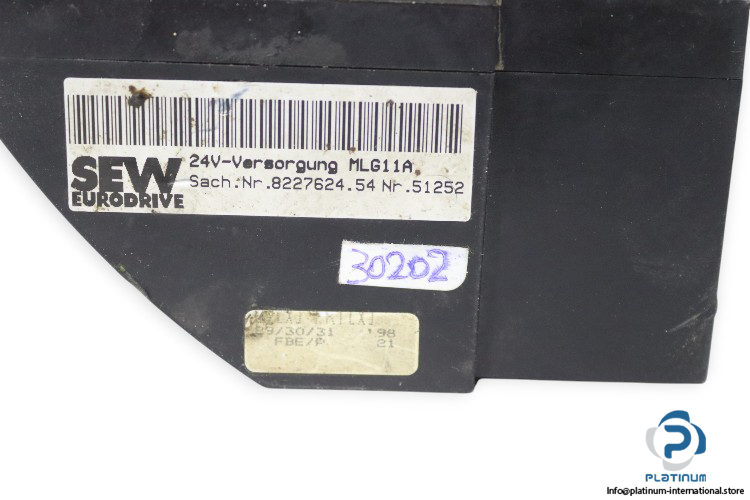 24V-Versorgung MLG11A
SEW
EURODRIVE
Sach.Nr.8227624.54 Nr.51252
30202
29/30/31 '98
FBE/P 21
PLATINUM
Info@platinum-international.store